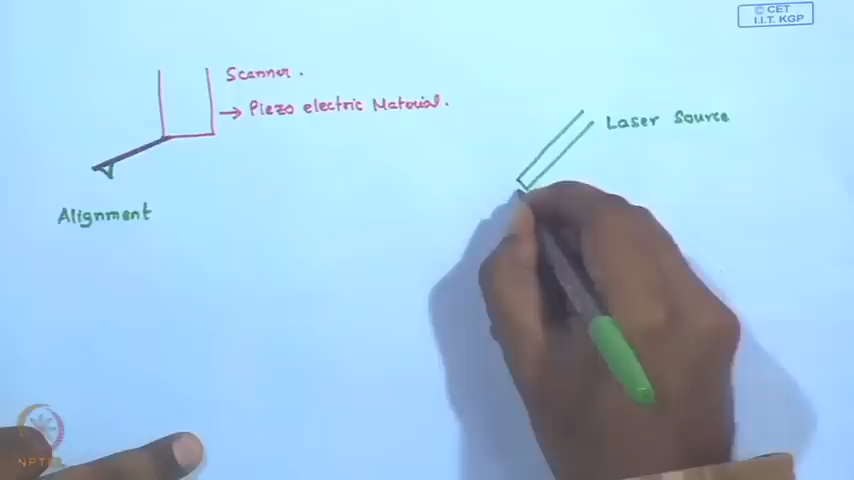 © CET
I.I.T. KGP
Scanner.
→ Piezo electric Material.
Laser Source
Alignment
NPTEL